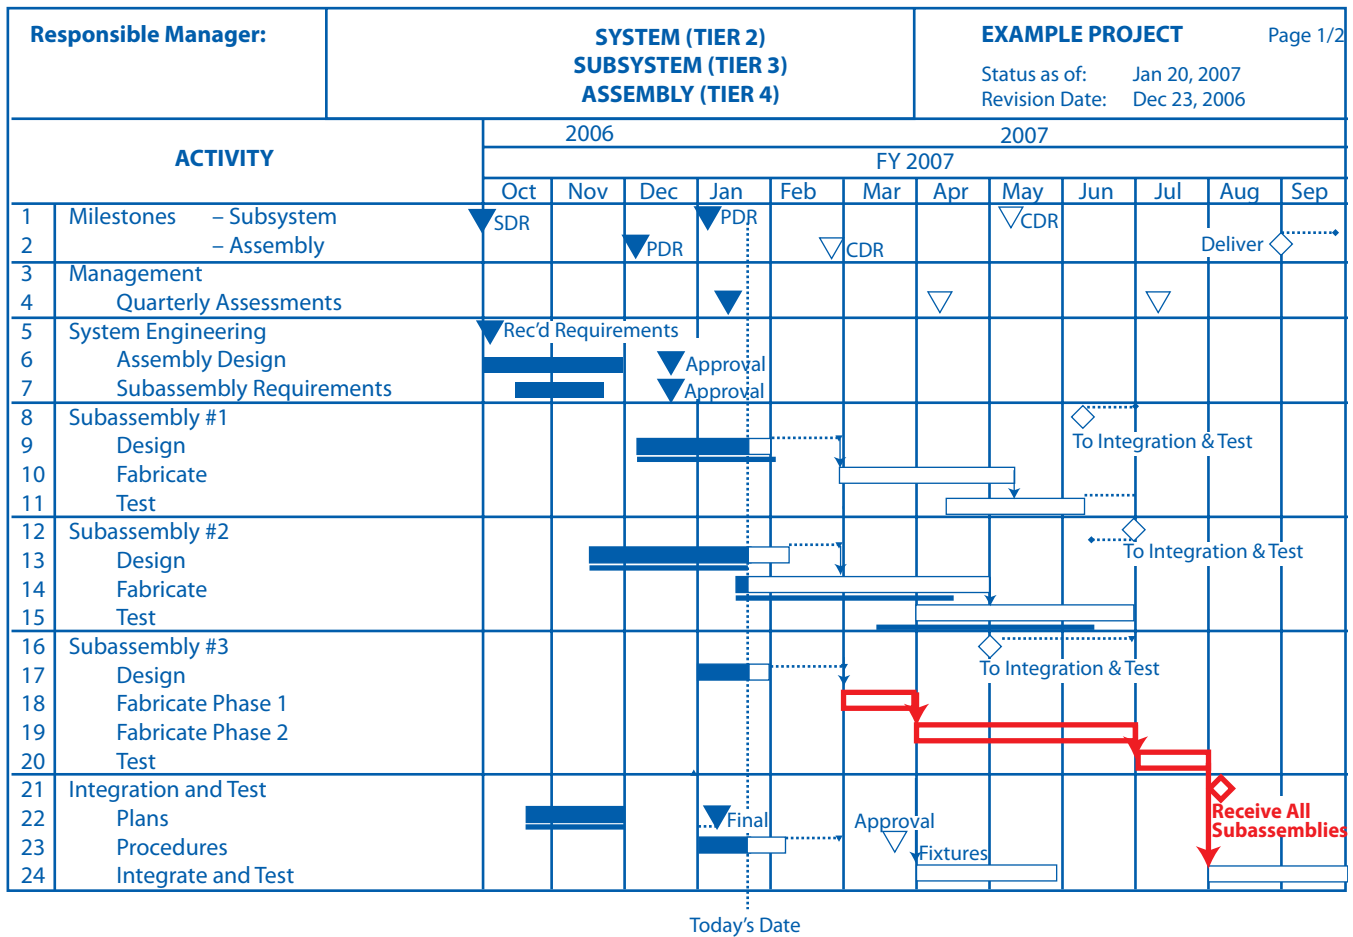 Responsible Manager:
SYSTEM (TIER 2)
SUBSYSTEM (TIER 3)
ASSEMBLY (TIER 4)
EXAMPLE PROJECT Page 1/2
Status as of: Jan 20, 2007
Revision Date: Dec 23, 2006
ACTIVITY
2006 2007
FY 2007
Oct Nov Dec Jan Feb Mar Apr May Jun Jul Aug Sep
1 Milestones – Subsystem SDR PDR CDR
2 – Assembly PDR CDR Deliver
3 Management
4 Quarterly Assessments
5 System Engineering Rec'd Requirements
6 Assembly Design Approval
7 Subassembly Requirements Approval
8 Subassembly #1
To Integration & Test
9 Design
10 Fabricate
11 Test
12 Subassembly #2
To Integration & Test
13 Design
14 Fabricate
15 Test
16 Subassembly #3
To Integration & Test
17 Design
18 Fabricate Phase 1
19 Fabricate Phase 2
20 Test
21 Integration and Test
Receive All
Subassemblies
22 Plans Final Approval
23 Procedures Fixtures
24 Integrate and Test
Today's Date